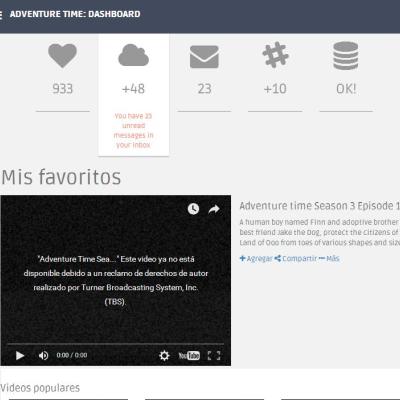 ADVENTURE TIME: DASHBOARD
933
+48
23
+10
OK!
You have 23
unread
messages in
your inbox
Mis favoritos
"Adventure Time Sea..." Este video ya no está
disponible debido a un reclamo de derechos de autor
realizado por Turner Broadcasting System, Inc.
(TBS).
0:00 / 0:00
YouTube
Adventure time Season 3 Episode 1
A human boy named Finn and adoptive brother
best friend Jake the Dog, protect the citizens of
Land of Ooo from foes of various shapes and size
Agregar Compartir Más
Videos populares